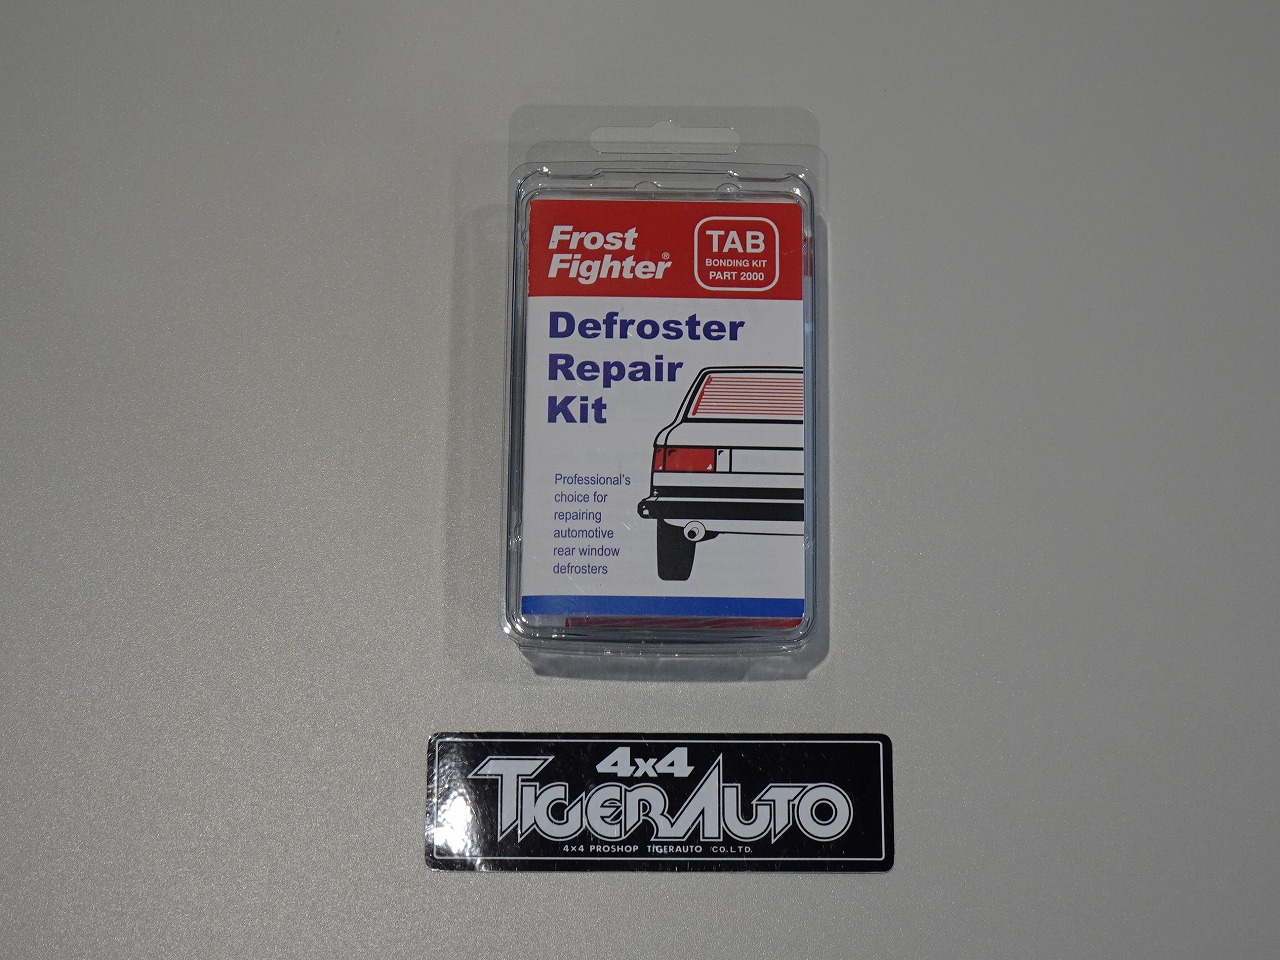 Frost
Fighter®
TAB
BONDING KIT
PART 2000
Defroster
Repair
Kit
Professional's
choice for
repairing
automotive
rear window
defrosters
4x4
TIGERAUTO
4×4 PROSHOP TIGERAUTO CO.LTD.